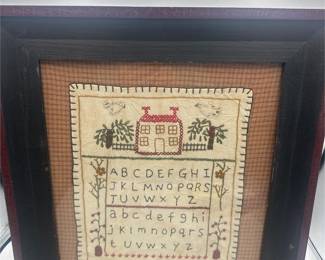 ABCDEFGHI
JKLMNOPQRS
TUVWXYZ
abcdefghi
jklmnopqrs
tuvwxyz